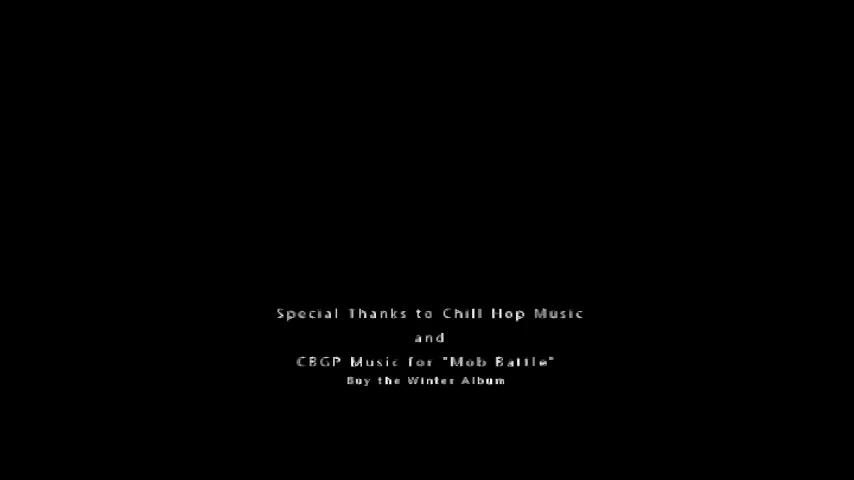 Special Thanks to Chill Hop Music
and
CBGP Music for "Mob Battle"
Buy the Winter Album